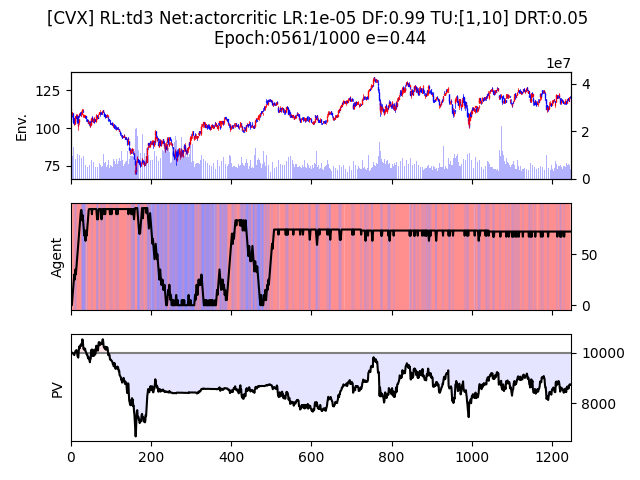 [CVX] RL:td3 Net:actorcritic LR:1e-05 DF:0.99 TU:[1,10] DRT:0.05
Epoch:0561/1000 e=0.44
1e7
Env.
125
100
75
4
2
0
Agent
50
0
PV
10000
8000
0
200
400
600
800
1000
1200